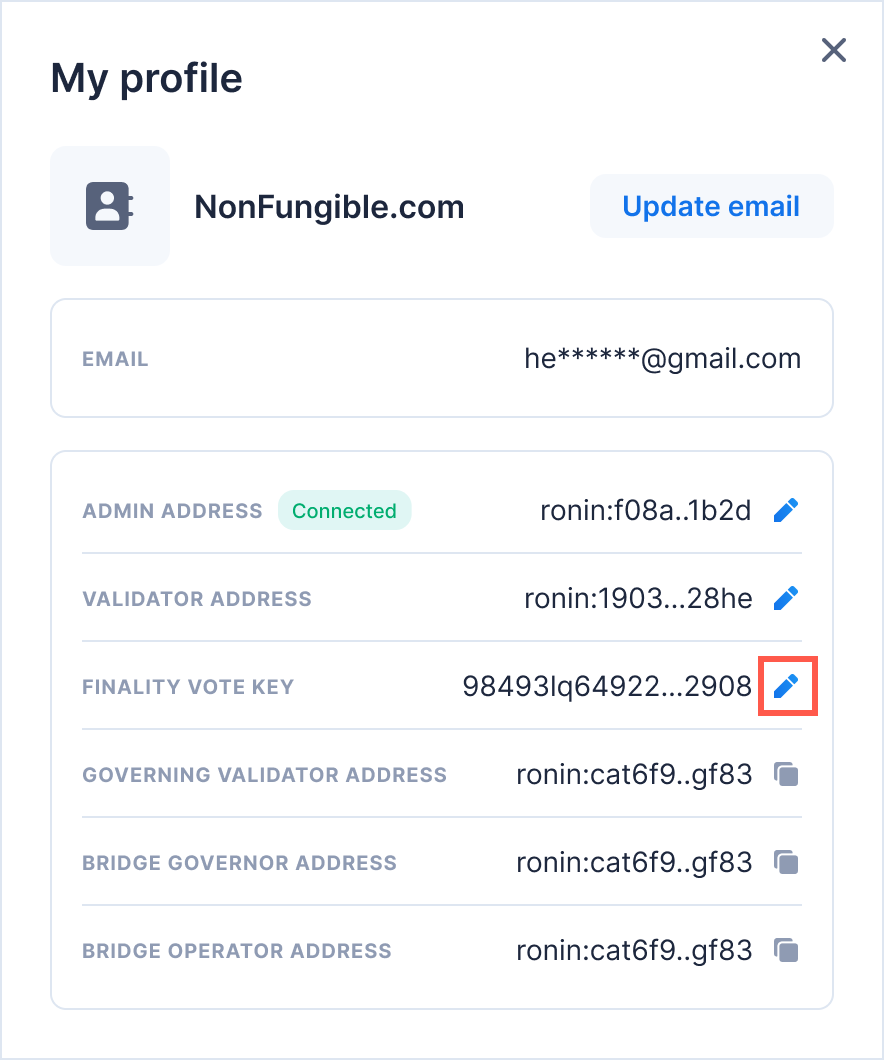 My profile
NonFungible.com
Update email
EMAIL
he******@gmail.com
ADMIN ADDRESS Connected ronin:f08a..1b2d
VALIDATOR ADDRESS ronin:1903...28he
FINALITY VOTE KEY 98493lq64922...2908
GOVERNING VALIDATOR ADDRESS ronin:cat6f9..gf83
BRIDGE GOVERNOR ADDRESS ronin:cat6f9..gf83
BRIDGE OPERATOR ADDRESS ronin:cat6f9..gf83